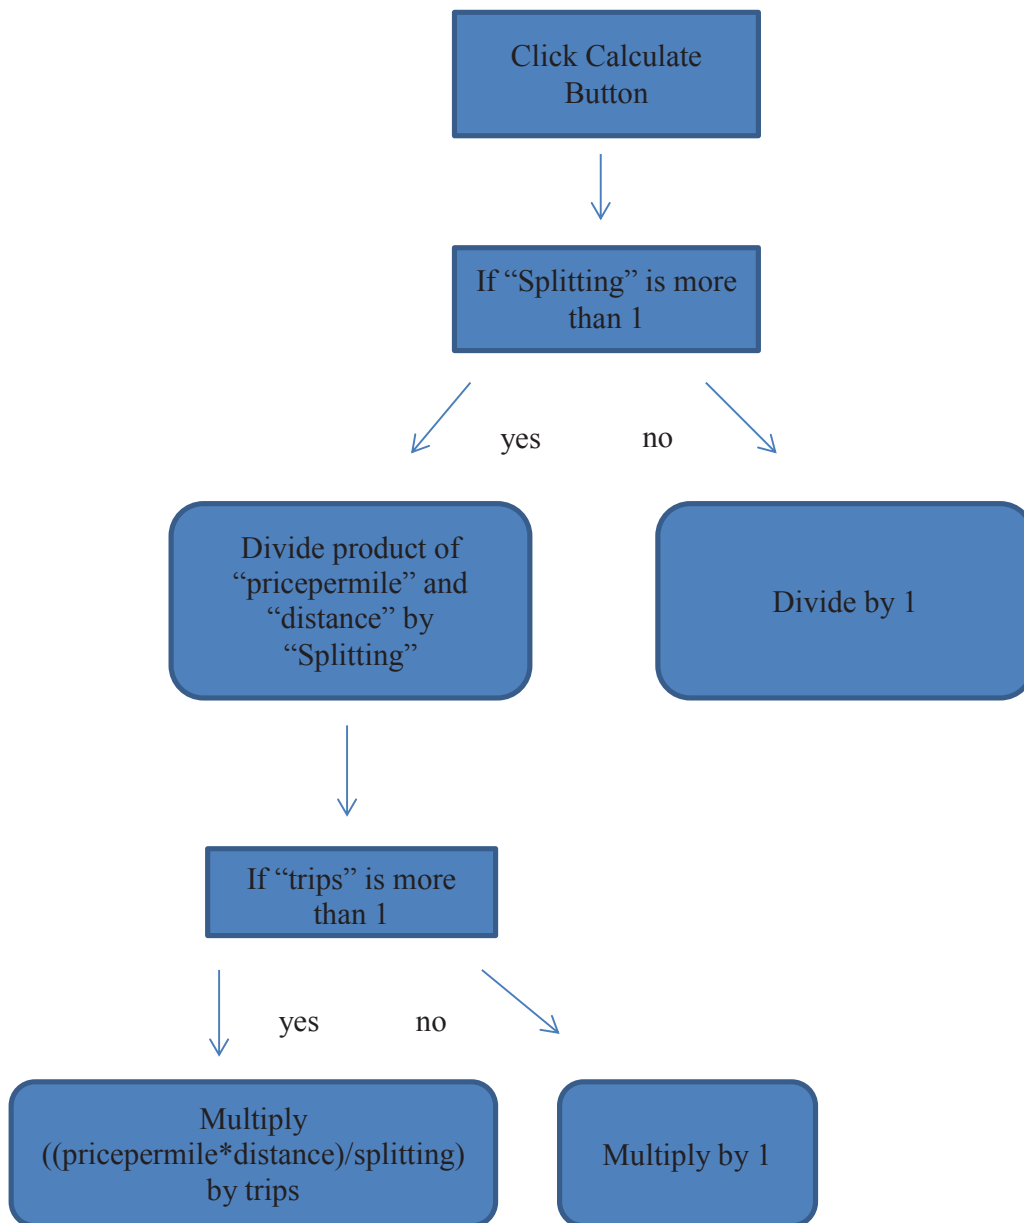 Click Calculate
Button
If “Splitting” is more
than 1
yes
no
Divide product of
“pricepermile” and
“distance” by
“Splitting”
Divide by 1
If “trips” is more
than 1
yes
no
Multiply
((pricepermile*distance)/splitting)
by trips
Multiply by 1